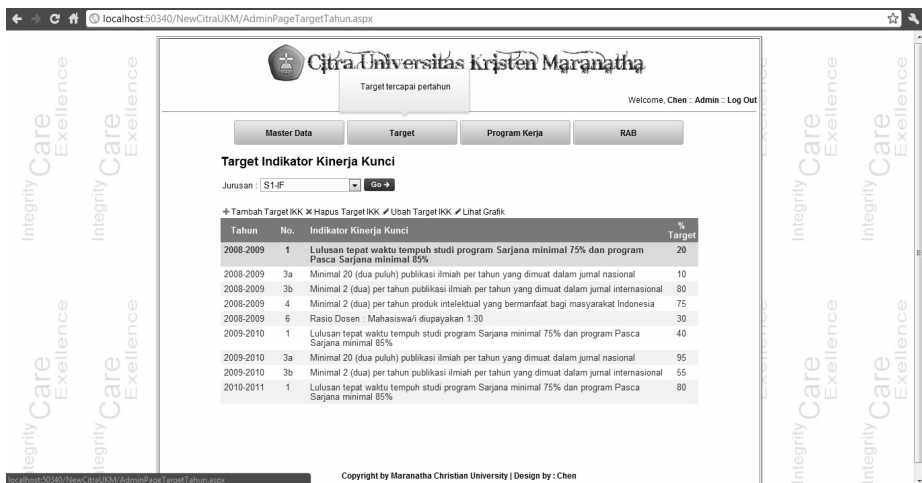 localhost:50340/NewCitraUKM/AdminPageTargetTahun.aspx
Citra Universitas Kristen Maranatha
Target tercapai pertahun
Welcome, Chen :: Admin :: Log Out
Master Data Target Program Kerja RAB
Target Indikator Kinerja Kunci
Jurusan : S1-IF Go
Tambah Target IKK Hapus Target IKK Ubah Target IKK Lihat Grafik
Tahun No. Indikator Kinerja Kunci % Target
2008-2009 1 Lulusan tepat waktu tempuh studi program Sarjana minimal 75% dan program 20
Pasca Sarjana minimal 85%
2008-2009 3a Minimal 20 (dua puluh) publikasi ilmiah per tahun yang dimuat dalam jurnal nasional 10
2008-2009 3b Minimal 2 (dua) per tahun publikasi ilmiah per tahun yang dimuat dalam jurnal internasional 80
2008-2009 4 Minimal 2 (dua) per tahun produk intelektual yang bermanfaat bagi masyarakat Indonesia 75
2008-2009 6 Rasio Dosen : Mahasiswa/i diupayakan 1:30 30
2009-2010 1 Lulusan tepat waktu tempuh studi program Sarjana minimal 75% dan program Pasca 40
Sarjana minimal 85%
2009-2010 3a Minimal 20 (dua puluh) publikasi ilmiah per tahun yang dimuat dalam jurnal nasional 95
2009-2010 3b Minimal 2 (dua) per tahun publikasi ilmiah per tahun yang dimuat dalam jurnal internasional 55
2010-2011 1 Lulusan tepat waktu tempuh studi program Sarjana minimal 75% dan program Pasca 80
Sarjana minimal 85%
Copyright by Maranatha Christian University | Design by : Chen
localhost:50340/NewCitraUKM/AdminPageTargetTahun.aspx
Integrity Care Exellence
Integrity Care Exellence
Integrity Care Exellence
Integrity Care Exellence